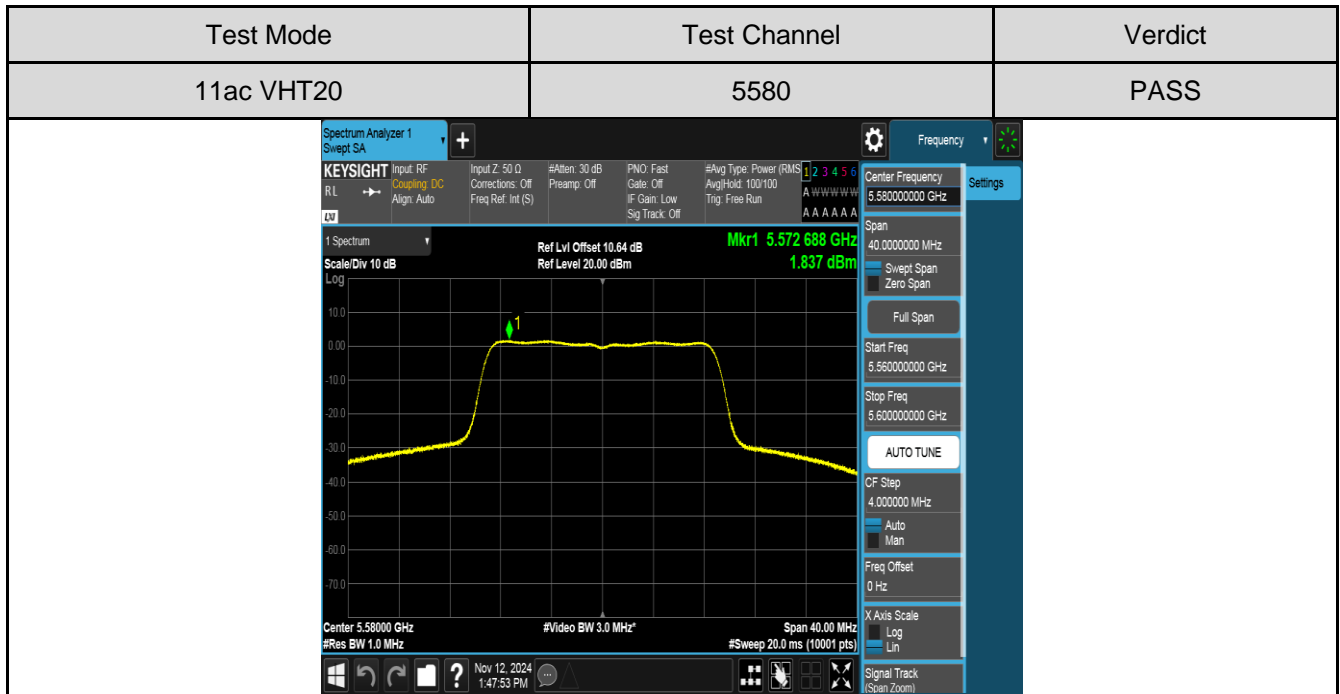 Test Mode Test Channel Verdict
11ac VHT20 5580 PASS
Spectrum Analyzer 1
Swept SA
+
Frequency
KEYSIGHT
RL
LXI
Input: RF
Coupling: DC
Align: Auto
Input Z: 50 Ω
Corrections: Off
Freq Ref: Int (S)
#Atten: 30 dB
Preamp: Off
PNO: Fast
Gate: Off
IF Gain: Low
Sig Track: Off
#Avg Type: Power (RMS
Avg|Hold: 100/100
Trig: Free Run
1 2 3 4 5 6
A W W W W W
A A A A A A
1 Spectrum
Scale/Div 10 dB
Log
Ref Lvl Offset 10.64 dB
Ref Level 20.00 dBm
Mkr1 5.572 688 GHz
1.837 dBm
10.0
0.00
-10.0
-20.0
-30.0
-40.0
-50.0
-60.0
-70.0
1
Center 5.58000 GHz
#Res BW 1.0 MHz
#Video BW 3.0 MHz*
Span 40.00 MHz
#Sweep 20.0 ms (10001 pts)
?
Nov 12, 2024
1:47:53 PM
Center Frequency
5.580000000 GHz
Settings
Span
40.0000000 MHz
Swept Span
Zero Span
Full Span
Start Freq
5.560000000 GHz
Stop Freq
5.600000000 GHz
AUTO TUNE
CF Step
4.000000 MHz
Auto
Man
Freq Offset
0 Hz
X Axis Scale
Log
Lin
Signal Track
(Span Zoom)